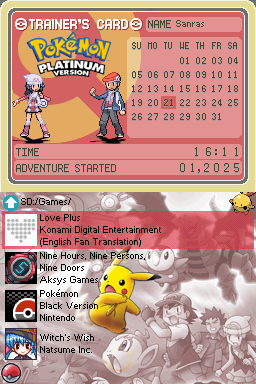 TRAINER'S CARD
NAME Sanras
Pokémon
PLATINUM
VERSION
SU MO TU WE TH FR SA
01 02 03 04
05 06 07 08 09 10 11
12 13 14 15 16 17 18
19 20 21 22 23 24 25
26 27 28 29 30 31
TIME 16:11
ADVENTURE STARTED 01,2025
SD:/Games/
Love Plus
Konami Digital Entertainment
(English Fan Translation)
Nine Hours, Nine Persons,
Nine Doors
Aksys Games
Pokémon
Black Version
Nintendo
Witch's Wish
Natsume Inc.